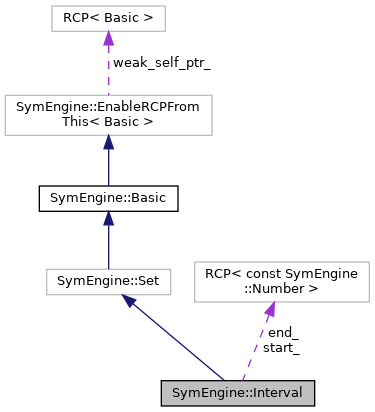 RCP< Basic >
weak_self_ptr_
SymEngine::EnableRCPFrom
This< Basic >
SymEngine::Basic
SymEngine::Set
RCP< const SymEngine
::Number >
end_
start_
SymEngine::Interval